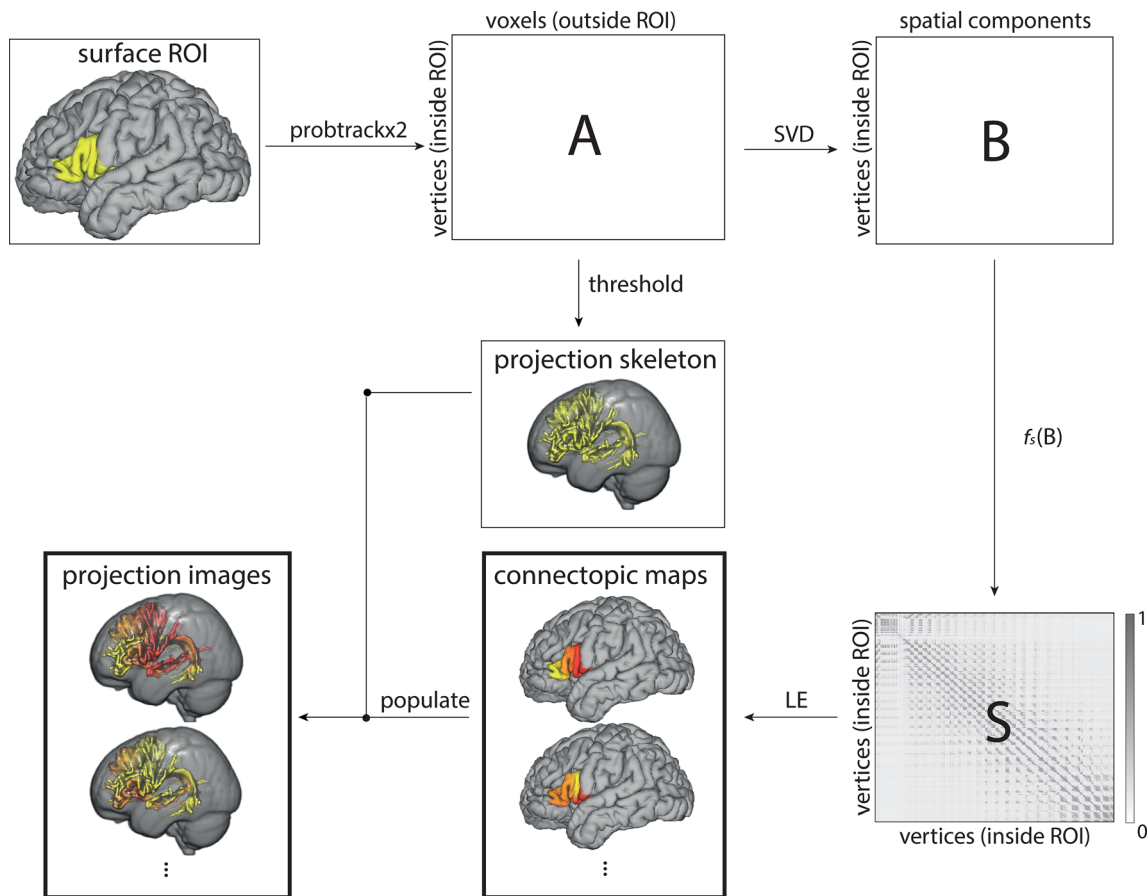 surface ROI
probtrackx2
voxels (outside ROI)
vertices (inside ROI)
A
SVD
spatial components
vertices (inside ROI)
B
threshold
projection skeleton
fs(B)
projection images
⋮
populate
connectopic maps
⋮
LE
vertices (inside ROI)
S
vertices (inside ROI)
1
0